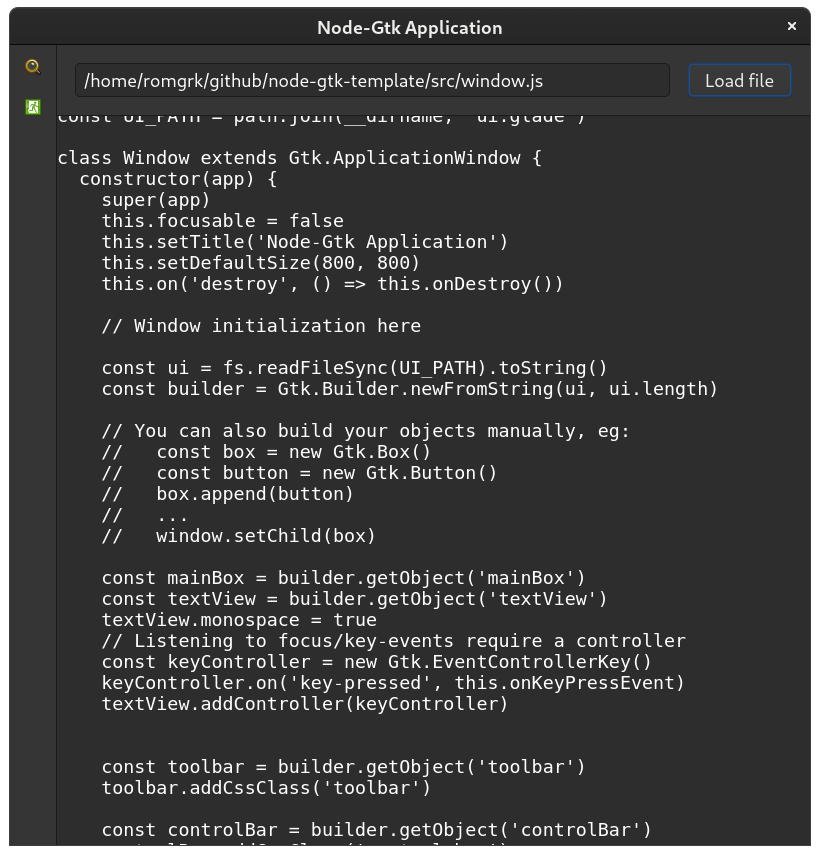 Node-Gtk Application
×
/home/romgrk/github/node-gtk-template/src/window.js
Load file
const UI_PATH = path.join(__dirname, 'ui.glade')

class Window extends Gtk.ApplicationWindow {
  constructor(app) {
    super(app)
    this.focusable = false
    this.setTitle('Node-Gtk Application')
    this.setDefaultSize(800, 800)
    this.on('destroy', () => this.onDestroy())

    // Window initialization here

    const ui = fs.readFileSync(UI_PATH).toString()
    const builder = Gtk.Builder.newFromString(ui, ui.length)

    // You can also build your objects manually, eg:
    //   const box = new Gtk.Box()
    //   const button = new Gtk.Button()
    //   box.append(button)
    //   ...
    //   window.setChild(box)

    const mainBox = builder.getObject('mainBox')
    const textView = builder.getObject('textView')
    textView.monospace = true
    // Listening to focus/key-events require a controller
    const keyController = new Gtk.EventControllerKey()
    keyController.on('key-pressed', this.onKeyPressEvent)
    textView.addController(keyController)


    const toolbar = builder.getObject('toolbar')
    toolbar.addCssClass('toolbar')

    const controlBar = builder.getObject('controlBar')